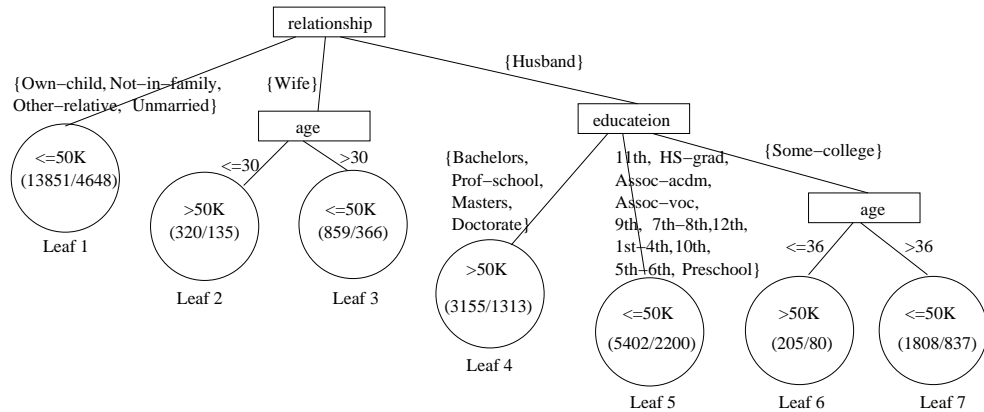 relationship
{Own-child, Not-in-family,
Other-relative, Unmarried}
{Wife}
{Husband}
age
educateion
<=50K
(13851/4648)
Leaf 1
<=30
>30
>50K
(320/135)
Leaf 2
<=50K
(859/366)
Leaf 3
{Bachelors,
Prof-school,
Masters,
Doctorate}
11th, HS-grad,
Assoc-acdm,
Assoc-voc,
9th, 7th-8th,12th,
1st-4th,10th,
5th-6th, Preschool}
{Some-college}
age
<=36
>36
>50K
(3155/1313)
Leaf 4
<=50K
(5402/2200)
Leaf 5
>50K
(205/80)
Leaf 6
<=50K
(1808/837)
Leaf 7